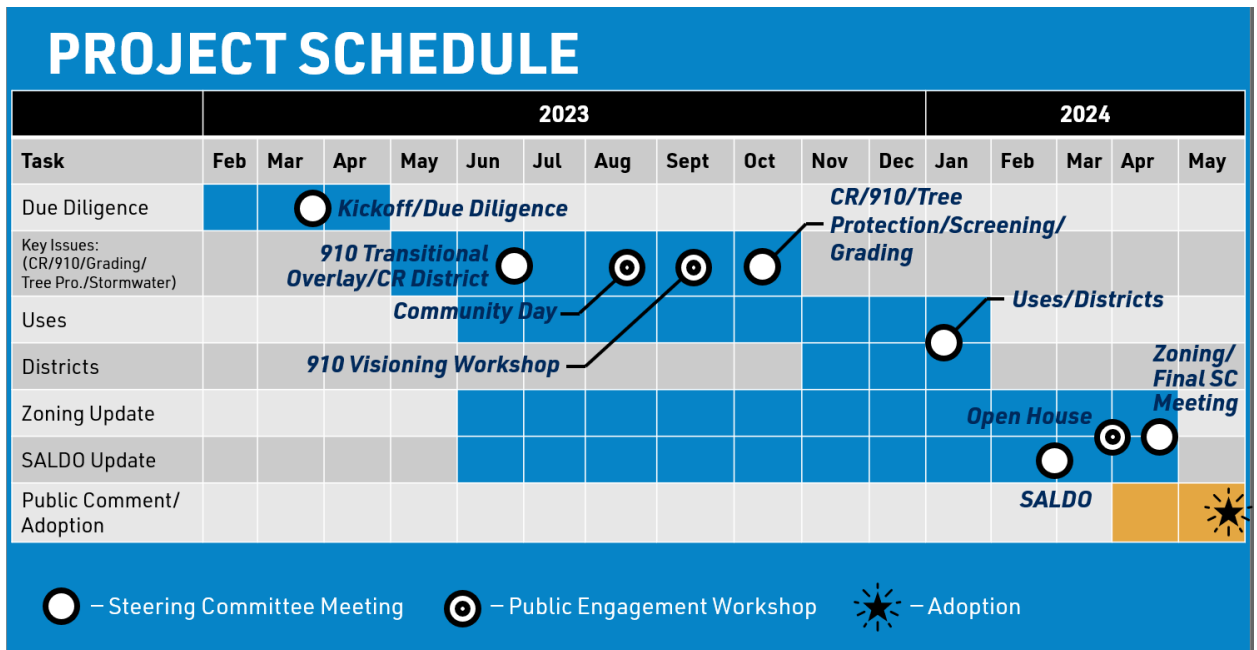 PROJECT SCHEDULE
2023
2024
Task
Feb
Mar
Apr
May
Jun
Jul
Aug
Sept
Oct
Nov
Dec
Jan
Feb
Mar
Apr
May
Due Diligence
Kickoff/Due Diligence
CR/910/Tree
Protection/Screening/
Grading
Key Issues:
(CR/910/Grading/
Tree Pro./Stormwater)
910 Transitional
Overlay/CR District
Community Day
Uses
Uses/Districts
Districts
910 Visioning Workshop
Zoning/
Final SC
Meeting
Zoning Update
Open House
SALDO Update
SALDO
Public Comment/
Adoption
– Steering Committee Meeting
– Public Engagement Workshop
– Adoption